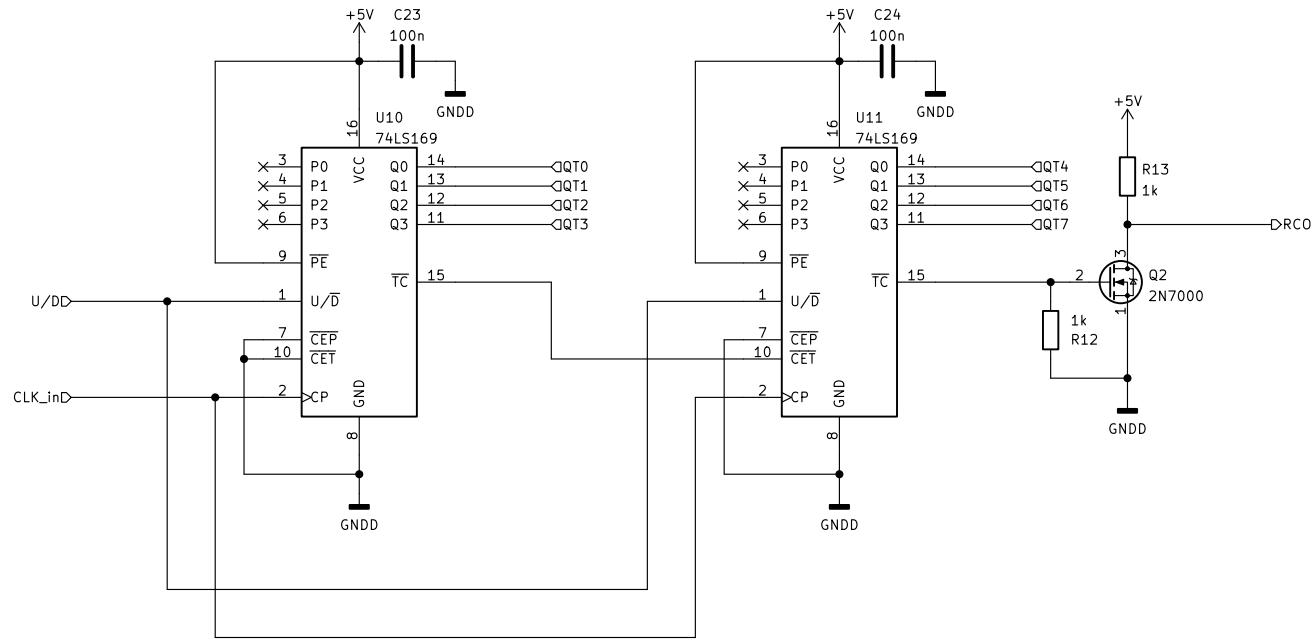 +5V
C23
100n
GNDD
U10
74LS169
16
VCC
3 P0 Q0 14 QT0
4 P1 Q1 13 QT1
5 P2 Q2 12 QT2
6 P3 Q3 11 QT3
9 PE
TC 15
U/D 1 U/D
7 CEP
10 CET
CLK_in 2 CP
GND
8
GNDD
+5V
C24
100n
GNDD
U11
74LS169
16
VCC
3 P0 Q0 14 QT4
4 P1 Q1 13 QT5
5 P2 Q2 12 QT6
6 P3 Q3 11 QT7
9 PE
TC 15
1 U/D
7 CEP
10 CET
2 CP
GND
8
GNDD
+5V
R13
1k
RCO
3
2 Q2
2N7000
1
1k
R12
GNDD